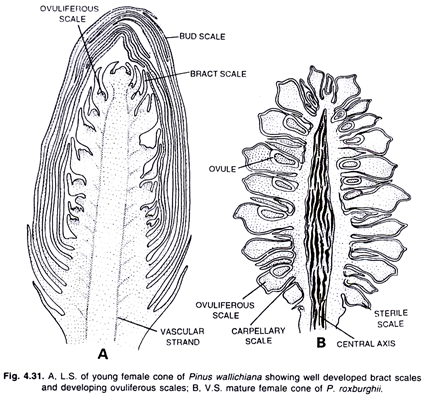 OVULIFEROUS
SCALE
BUD SCALE
BRACT SCALE
OVULE
OVULIFEROUS
SCALE
CARPELLARY
SCALE
STERILE
SCALE
CENTRAL AXIS
VASCULAR
STRAND
A
B
Fig. 4.31. A, L.S. of young female cone of Pinus wallichiana showing well developed bract scales
and developing ovuliferous scales; B, V.S. mature female cone of P. roxburghii.